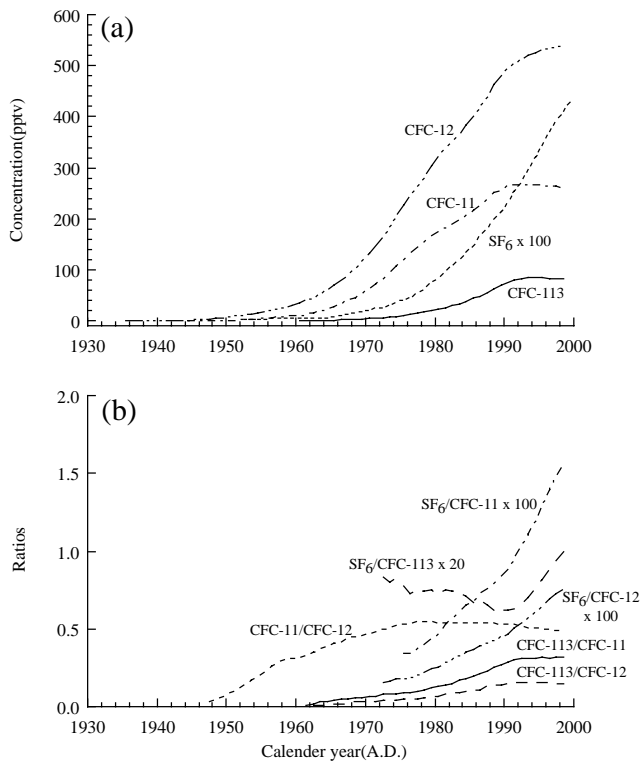 (a)
600
500
400
300
200
100
0
Concentration(pptv)
CFC-12
CFC-11
SF6 x 100
CFC-113
1930 1940 1950 1960 1970 1980 1990 2000
(b)
2.0
1.5
1.0
0.5
0.0
Ratios
SF6/CFC-11 x 100
SF6/CFC-113 x 20
SF6/CFC-12
x 100
CFC-11/CFC-12
CFC-113/CFC-11
CFC-113/CFC-12
1930 1940 1950 1960 1970 1980 1990 2000
Calender year(A.D.)